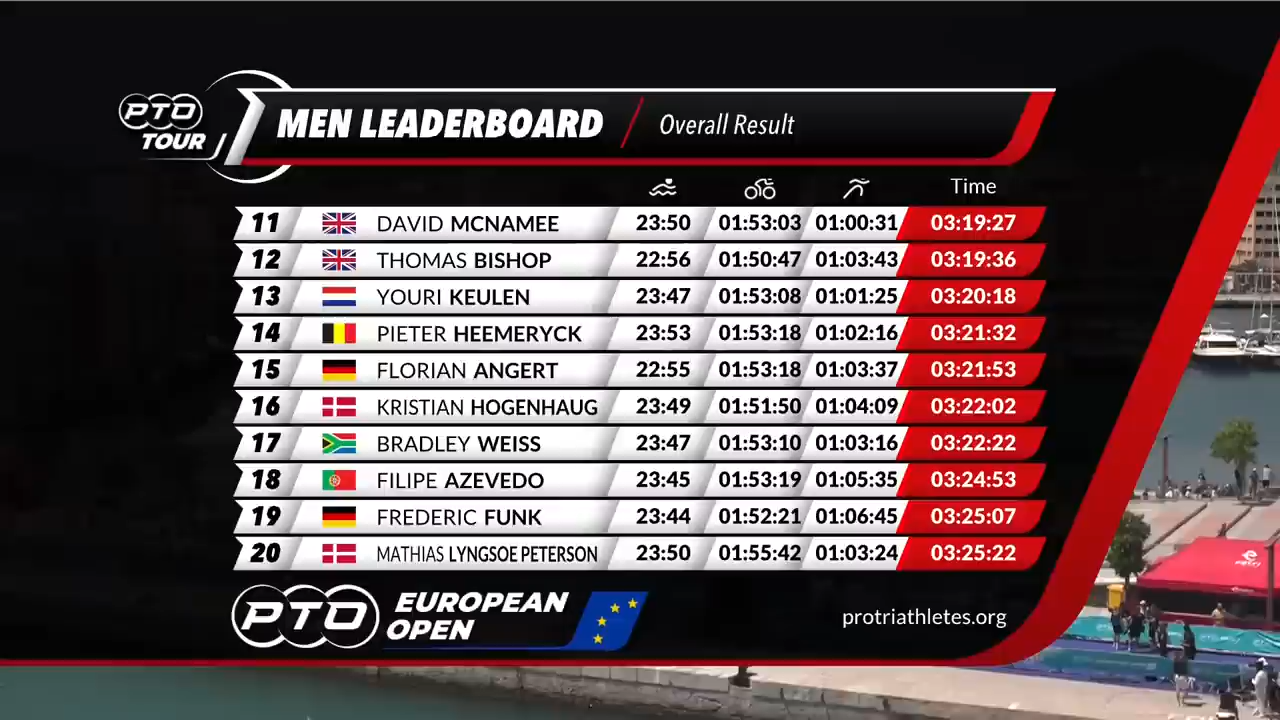 PTO
TOUR
MEN LEADERBOARD / Overall Result
Time
11 DAVID MCNAMEE 23:50 01:53:03 01:00:31 03:19:27
12 THOMAS BISHOP 22:56 01:50:47 01:03:43 03:19:36
13 YOURI KEULEN 23:47 01:53:08 01:01:25 03:20:18
14 PIETER HEEMERYCK 23:53 01:53:18 01:02:16 03:21:32
15 FLORIAN ANGERT 22:55 01:53:18 01:03:37 03:21:53
16 KRISTIAN HOGENHAUG 23:49 01:51:50 01:04:09 03:22:02
17 BRADLEY WEISS 23:47 01:53:10 01:03:16 03:22:22
18 FILIPE AZEVEDO 23:45 01:53:19 01:05:35 03:24:53
19 FREDERIC FUNK 23:44 01:52:21 01:06:45 03:25:07
20 MATHIAS LYNGSOE PETERSON 23:50 01:55:42 01:03:24 03:25:22
PTO EUROPEAN
OPEN
protriathletes.org